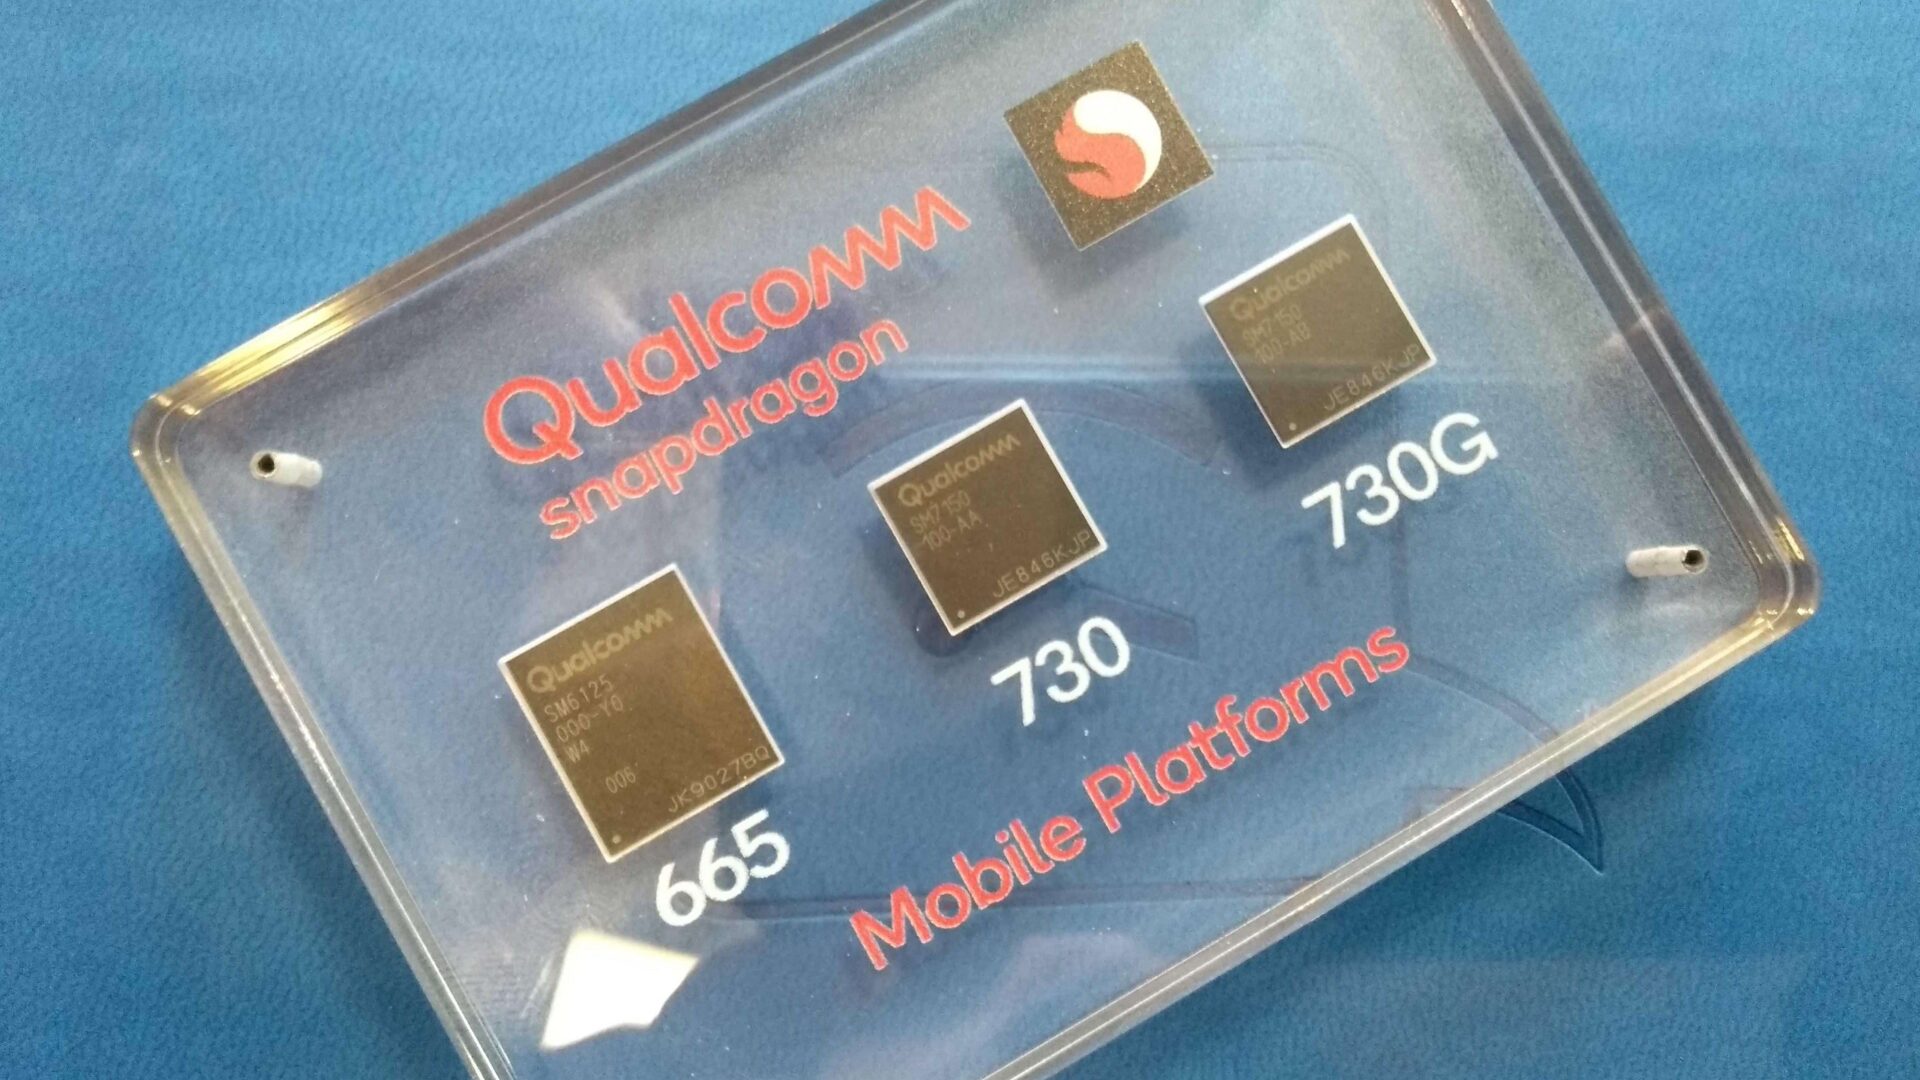 Qualcomm
snapdragon
Qualcomm
SM7150
100-AB
JE846KJP
730G
Qualcomm
SM7150
100-AA
JE846KJP
730
Qualcomm
SM6125
000-Y0
W4
006
JK9027BQ
665
Mobile Platforms